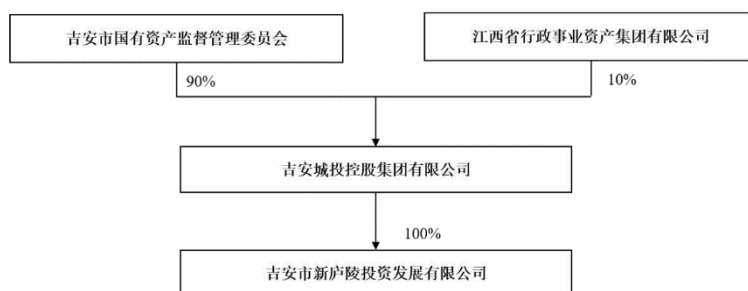 吉安市国有资产监督管理委员会
江西省行政事业资产集团有限公司
90%
10%
吉安城投控股集团有限公司
100%
吉安市新庐陵投资发展有限公司